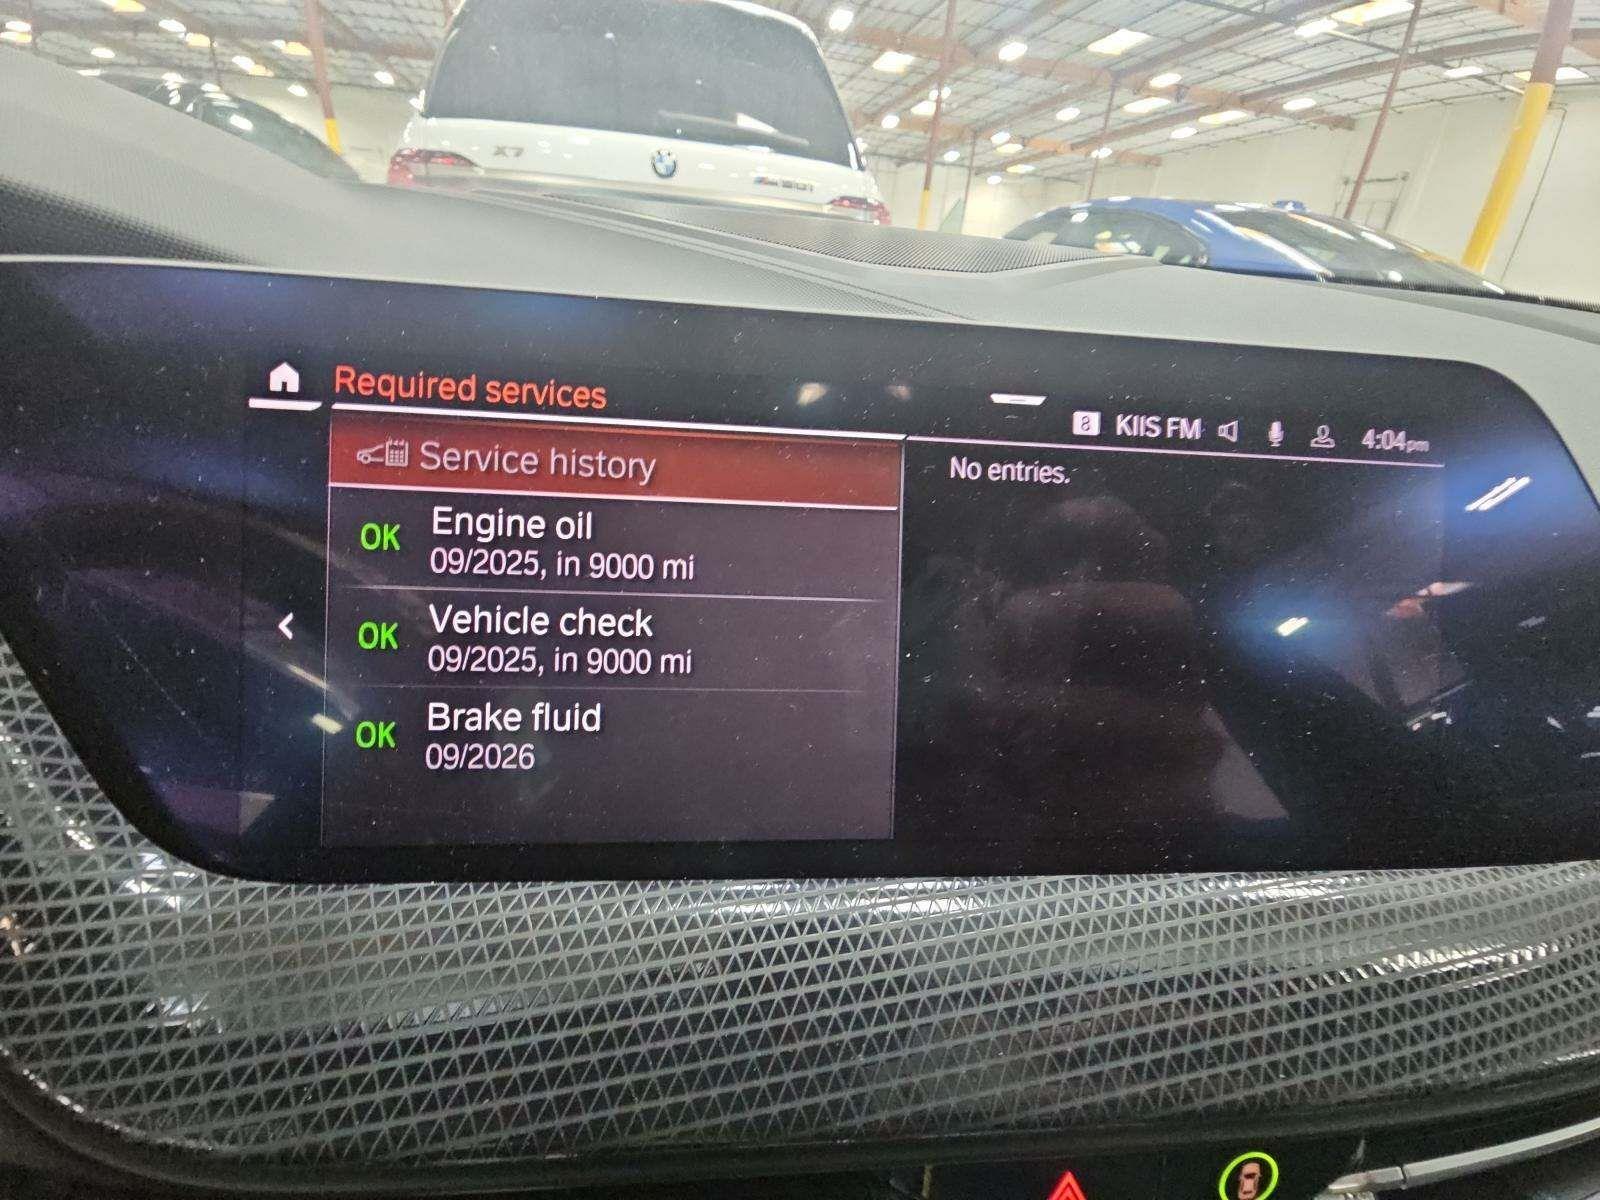 X7
M50i
Required services
8 KIIS FM 4:04pm
Service history
No entries.
OK Engine oil
09/2025, in 9000 mi
OK Vehicle check
09/2025, in 9000 mi
OK Brake fluid
09/2026